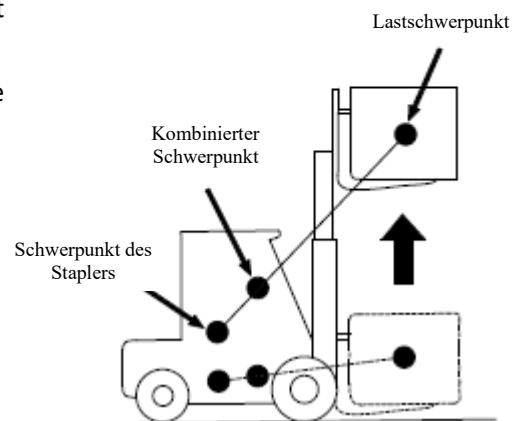 t
Lastschwerpunkt
e
Kombinierter
Schwerpunkt
Schwerpunkt des
Staplers